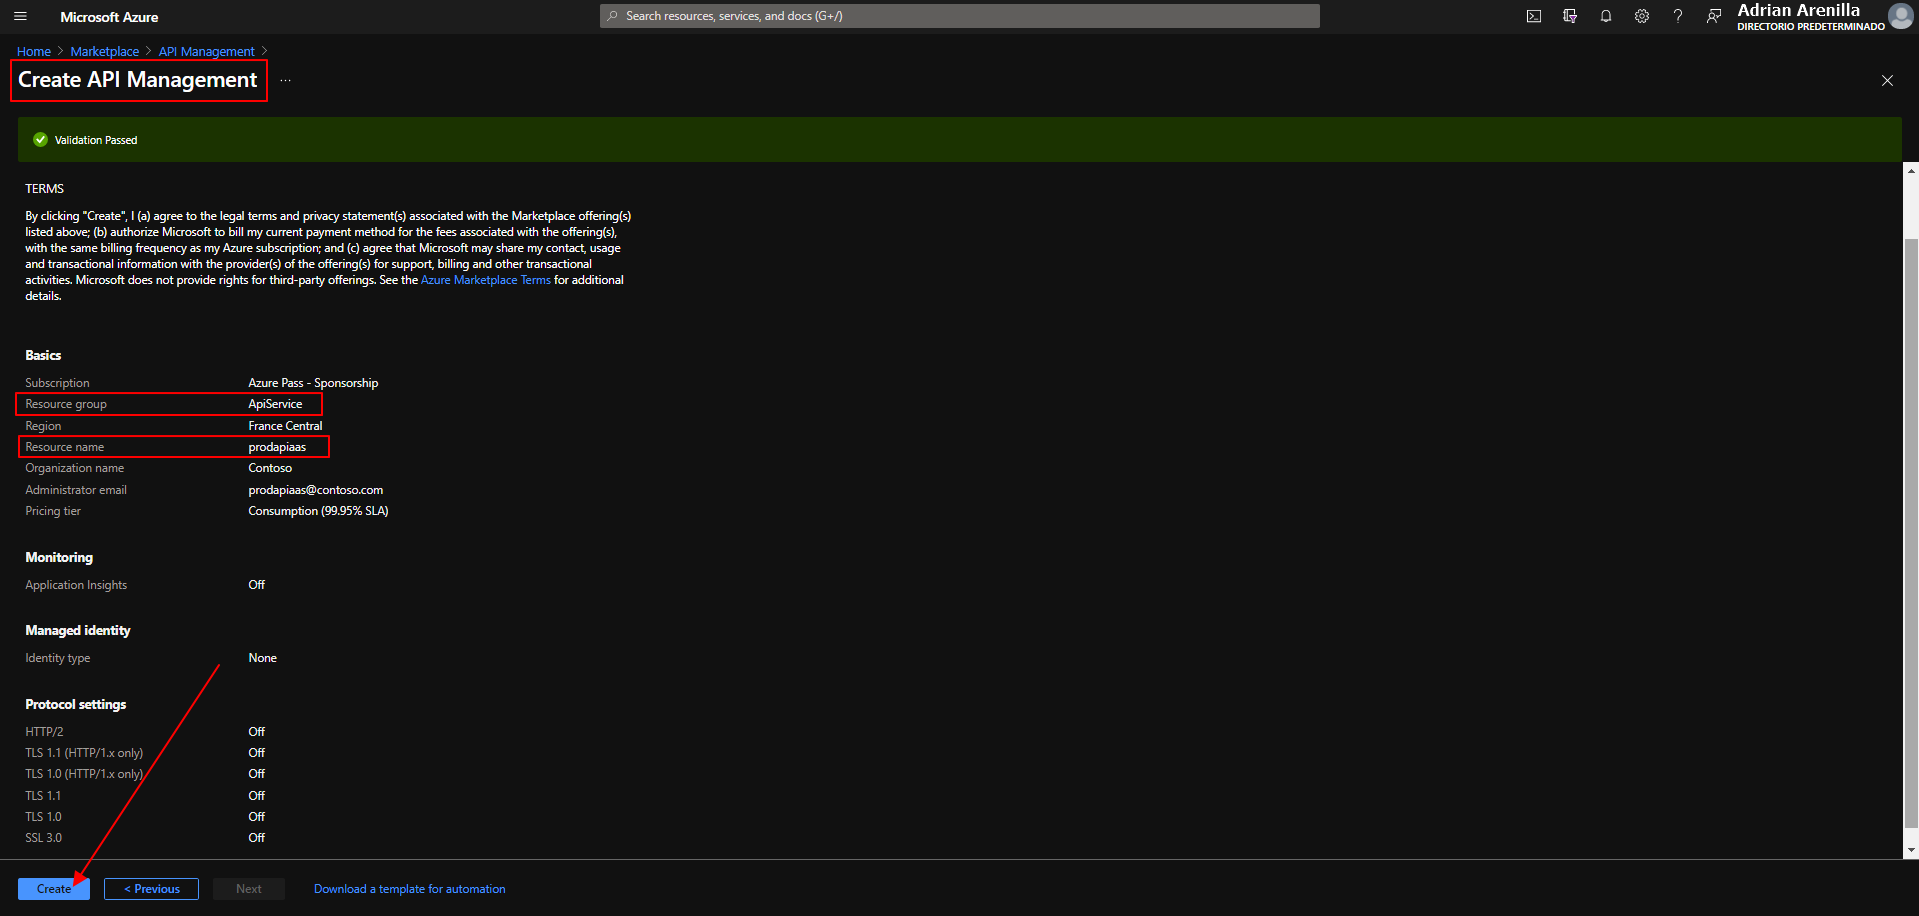 Microsoft Azure
Search resources, services, and docs (G+/)
Adrian Arenilla
DIRECTORIO PREDETERMINADO
Home > Marketplace > API Management >
Create API Management ...
Validation Passed
TERMS
By clicking "Create", I (a) agree to the legal terms and privacy statement(s) associated with the Marketplace offering(s)
listed above; (b) authorize Microsoft to bill my current payment method for the fees associated with the offering(s),
with the same billing frequency as my Azure subscription; and (c) agree that Microsoft may share my contact, usage
and transactional information with the provider(s) of the offering(s) for support, billing and other transactional
activities. Microsoft does not provide rights for third-party offerings. See the Azure Marketplace Terms for additional
details.
Basics
Subscription Azure Pass - Sponsorship
Resource group ApiService
Region France Central
Resource name prodapiaas
Organization name Contoso
Administrator email prodapiaas@contoso.com
Pricing tier Consumption (99.95% SLA)
Monitoring
Application Insights Off
Managed identity
Identity type None
Protocol settings
HTTP/2 Off
TLS 1.1 (HTTP/1.x only) Off
TLS 1.0 (HTTP/1.x only) Off
TLS 1.1 Off
TLS 1.0 Off
SSL 3.0 Off
Create < Previous Next Download a template for automation